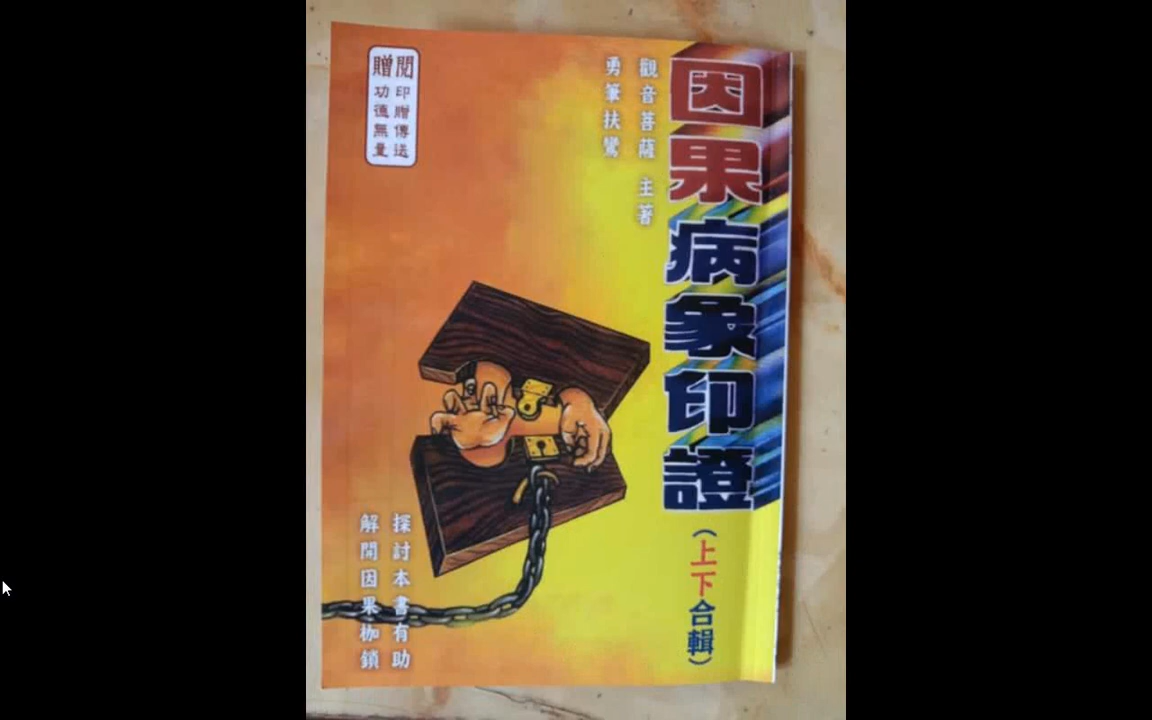 因果病象印證
(上下合輯)
觀音菩薩 主著
勇筆扶鸞
贈閱
印贈傳送
功德無量
探討本書有助
解開因果枷鎖